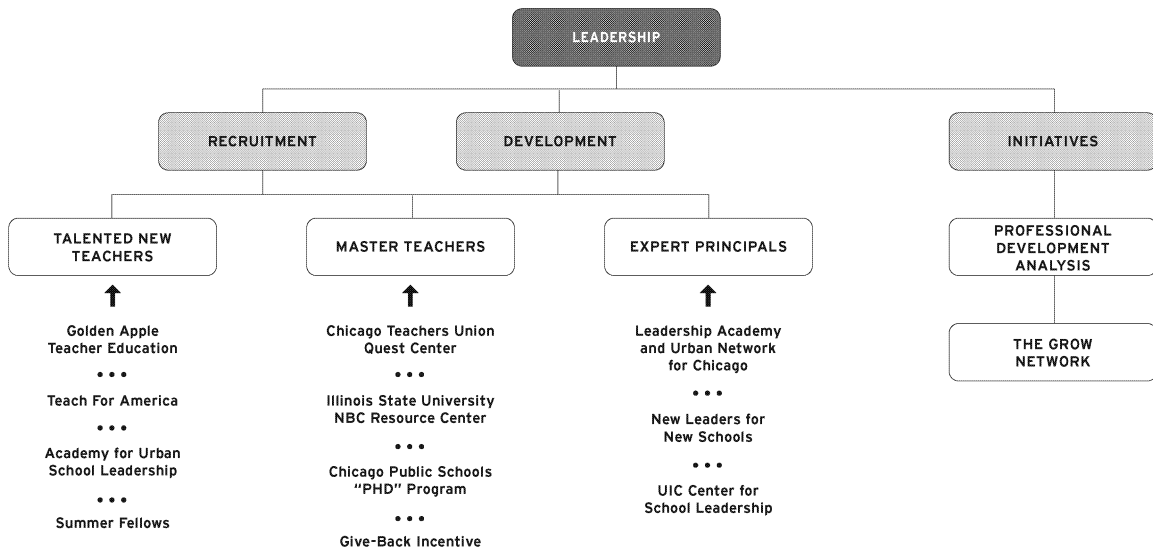 LEADERSHIP
RECRUITMENT
DEVELOPMENT
INITIATIVES
TALENTED NEW
TEACHERS
MASTER TEACHERS
EXPERT PRINCIPALS
PROFESSIONAL
DEVELOPMENT
ANALYSIS
Golden Apple
Teacher Education
•••
Teach For America
•••
Academy for Urban
School Leadership
•••
Summer Fellows
Chicago Teachers Union
Quest Center
•••
Illinois State University
NBC Resource Center
•••
Chicago Public Schools
“PHD” Program
•••
Give-Back Incentive
Leadership Academy
and Urban Network
for Chicago
•••
New Leaders for
New Schools
•••
UIC Center for
School Leadership
THE GROW
NETWORK